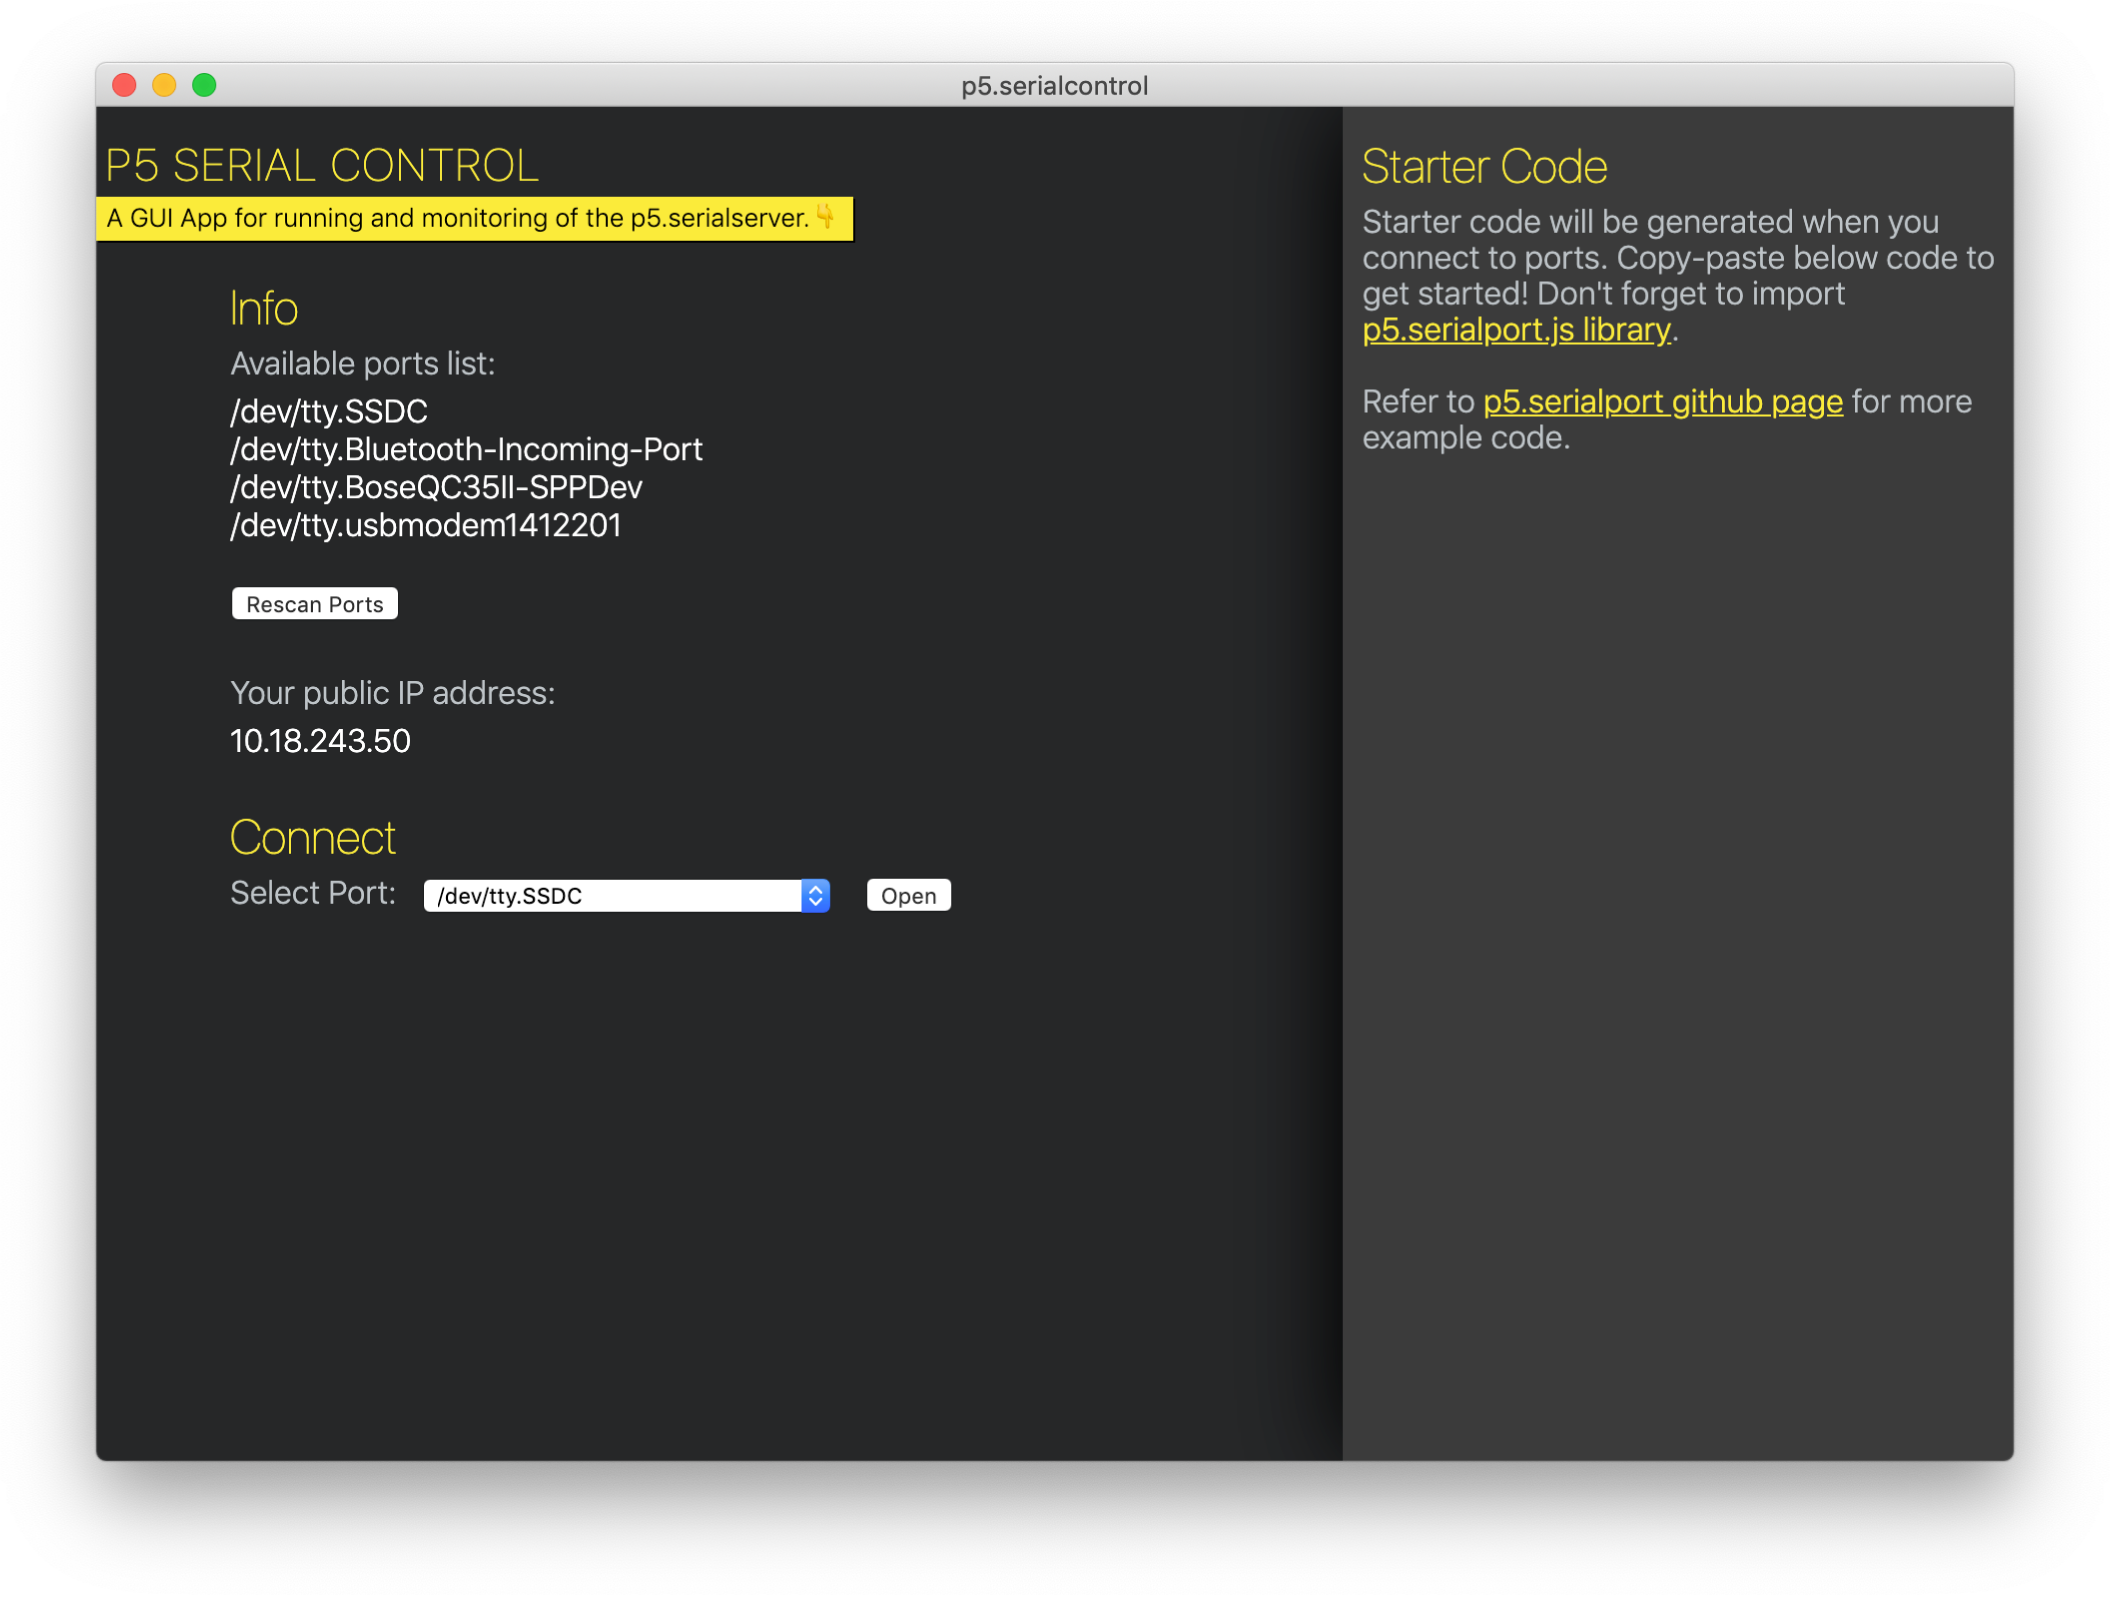 p5.serialcontrol
P5 SERIAL CONTROL
A GUI App for running and monitoring of the p5.serialserver.👇
Info
Available ports list:
/dev/tty.SSDC
/dev/tty.Bluetooth-Incoming-Port
/dev/tty.BoseQC35II-SPPDev
/dev/tty.usbmodem1412201
Rescan Ports
Your public IP address:
10.18.243.50
Connect
Select Port: /dev/tty.SSDC Open
Starter Code
Starter code will be generated when you
connect to ports. Copy-paste below code to
get started! Don't forget to import
p5.serialport.js library.
Refer to p5.serialport github page for more
example code.